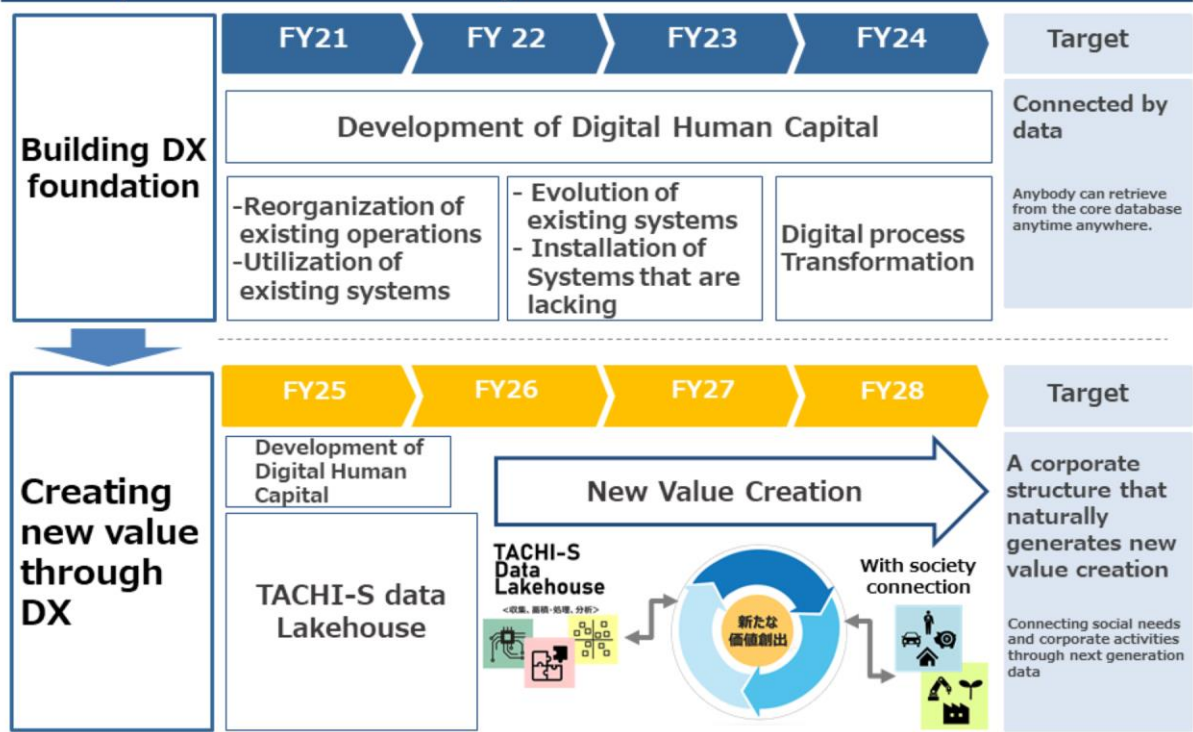 Building DX
foundation
FY21
FY 22
FY23
FY24
Target
Development of Digital Human Capital
-Reorganization of
existing operations
-Utilization of
existing systems
- Evolution of
existing systems
- Installation of
Systems that are
lacking
Digital process
Transformation
Connected by
data
Anybody can retrieve
from the core database
anytime anywhere.
Creating
new value
through
DX
FY25
FY26
FY27
FY28
Target
Development of
Digital Human
Capital
TACHI-S data
Lakehouse
New Value Creation
TACHI-S
Data
Lakehouse
<収集、蓄積・処理、分析>
新たな
価値創出
With society
connection
A corporate
structure that
naturally
generates new
value creation
Connecting social needs
and corporate activities
through next generation
data